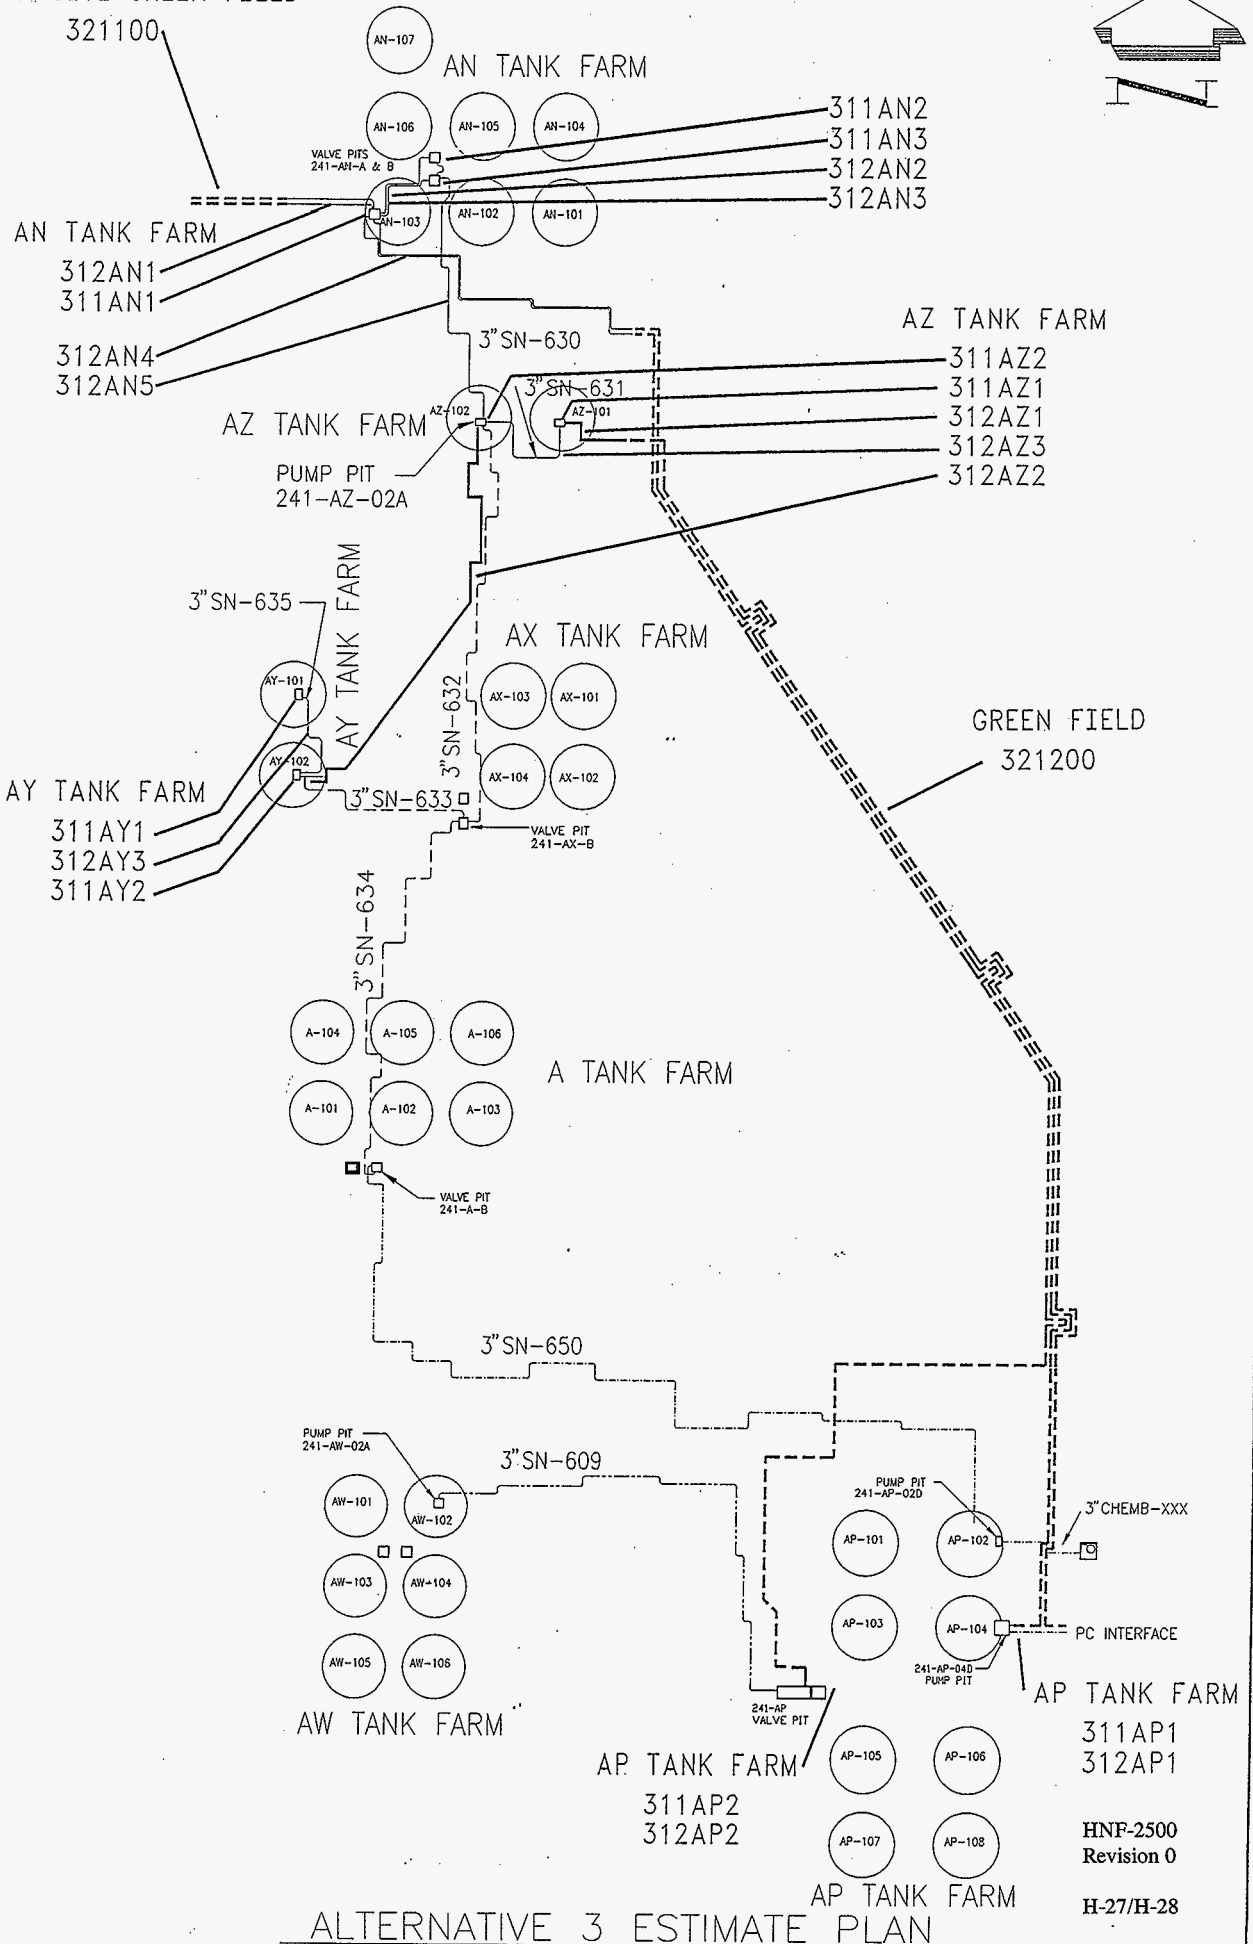 321100
AN-107
AN TANK FARM
AN-106
AN-105
AN-104
VALVE PITS
241-AN-A & B
311AN2
311AN3
312AN2
312AN3
AN-103
AN-102
AN-101
AN TANK FARM
312AN1
311AN1
312AN4
312AN5
3"SN-630
AZ TANK FARM
3"SN-631
311AZ2
311AZ1
312AZ1
312AZ3
312AZ2
AZ-102
AZ-101
AZ TANK FARM
PUMP PIT
241-AZ-02A
3"SN-635
AY TANK FARM
AX TANK FARM
AY-101
AX-103
AX-101
3"SN-632
GREEN FIELD
321200
AY-102
AX-104
AX-102
AY TANK FARM
3"SN-633
311AY1
312AY3
311AY2
VALVE PIT
241-AX-B
3"SN-634
A-104
A-105
A-106
A TANK FARM
A-101
A-102
A-103
VALVE PIT
241-A-B
3"SN-650
PUMP PIT
241-AW-02A
3"SN-609
AW-101
AW-102
PUMP PIT
241-AP-02D
3"CHEMB-XXX
AP-101
AP-102
AW-103
AW-104
AP-103
AP-104
PC INTERFACE
AW-105
AW-106
241-AP-04D
PUMP PIT
AW TANK FARM
241-AP
VALVE PIT
AP TANK FARM
311AP1
312AP1
AP TANK FARM
311AP2
312AP2
AP-105
AP-106
AP-107
AP-108
AP TANK FARM
HNF-2500
Revision 0
H-27/H-28
ALTERNATIVE 3 ESTIMATE PLAN